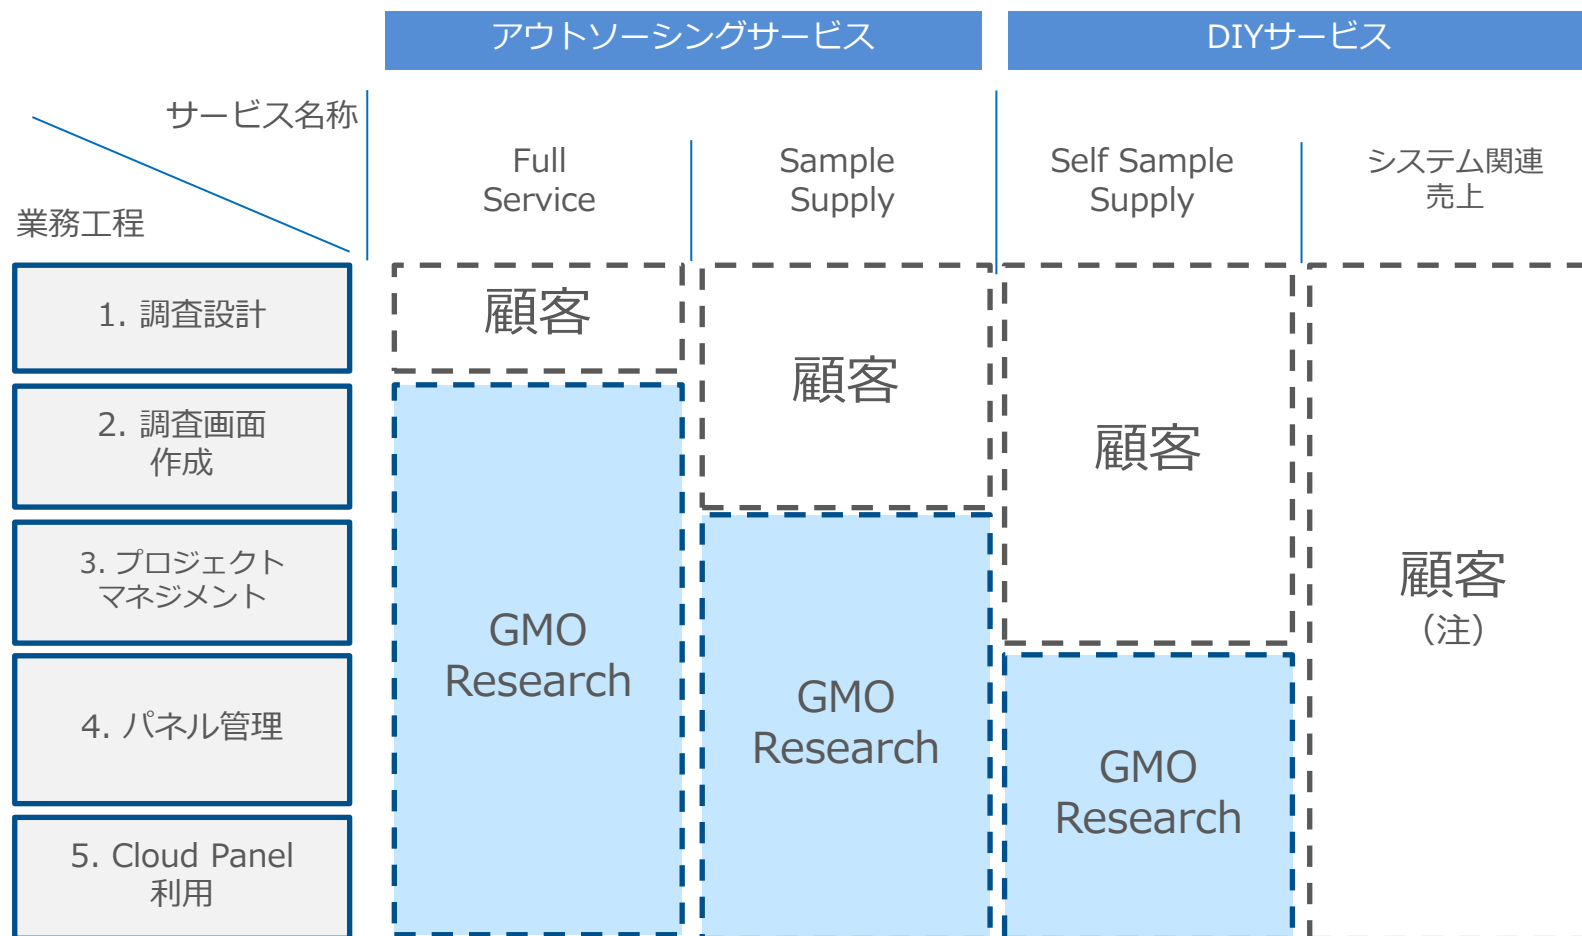 アウトソーシングサービス
DIYサービス
サービス名称
業務工程
Full
Service
Sample
Supply
Self Sample
Supply
システム関連
売上
1. 調査設計
2. 調査画面
作成
3. プロジェクト
マネジメント
4. パネル管理
5. Cloud Panel
利用
顧客
GMO
Research
顧客
GMO
Research
顧客
GMO
Research
顧客
（注）